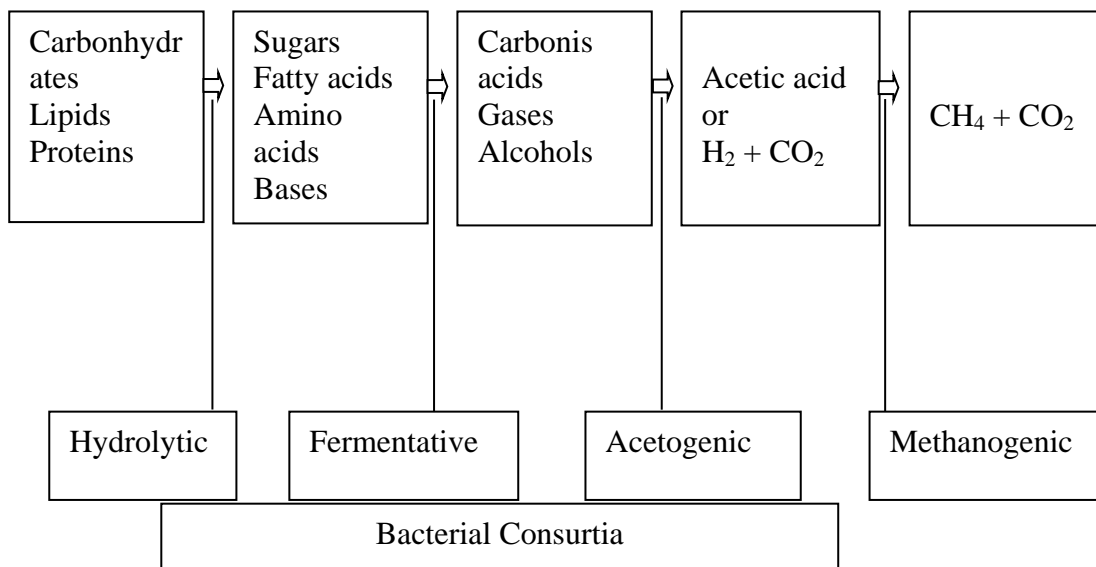 Carbonhydr
ates
Lipids
Proteins
Sugars
Fatty acids
Amino
acids
Bases
Carbonis
acids
Gases
Alcohols
Acetic acid
or
H₂ + CO₂
CH₄ + CO₂
Hydrolytic
Fermentative
Acetogenic
Methanogenic
Bacterial Consurtia